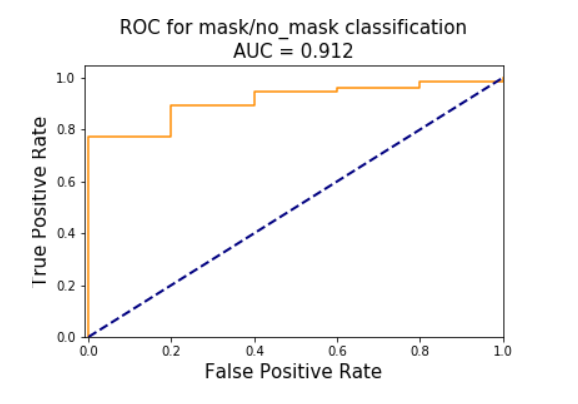 ROC for mask/no_mask classification
AUC = 0.912
1.0
0.8
0.6
0.4
0.2
0.0
True Positive Rate
0.0 0.2 0.4 0.6 0.8 1.0
False Positive Rate